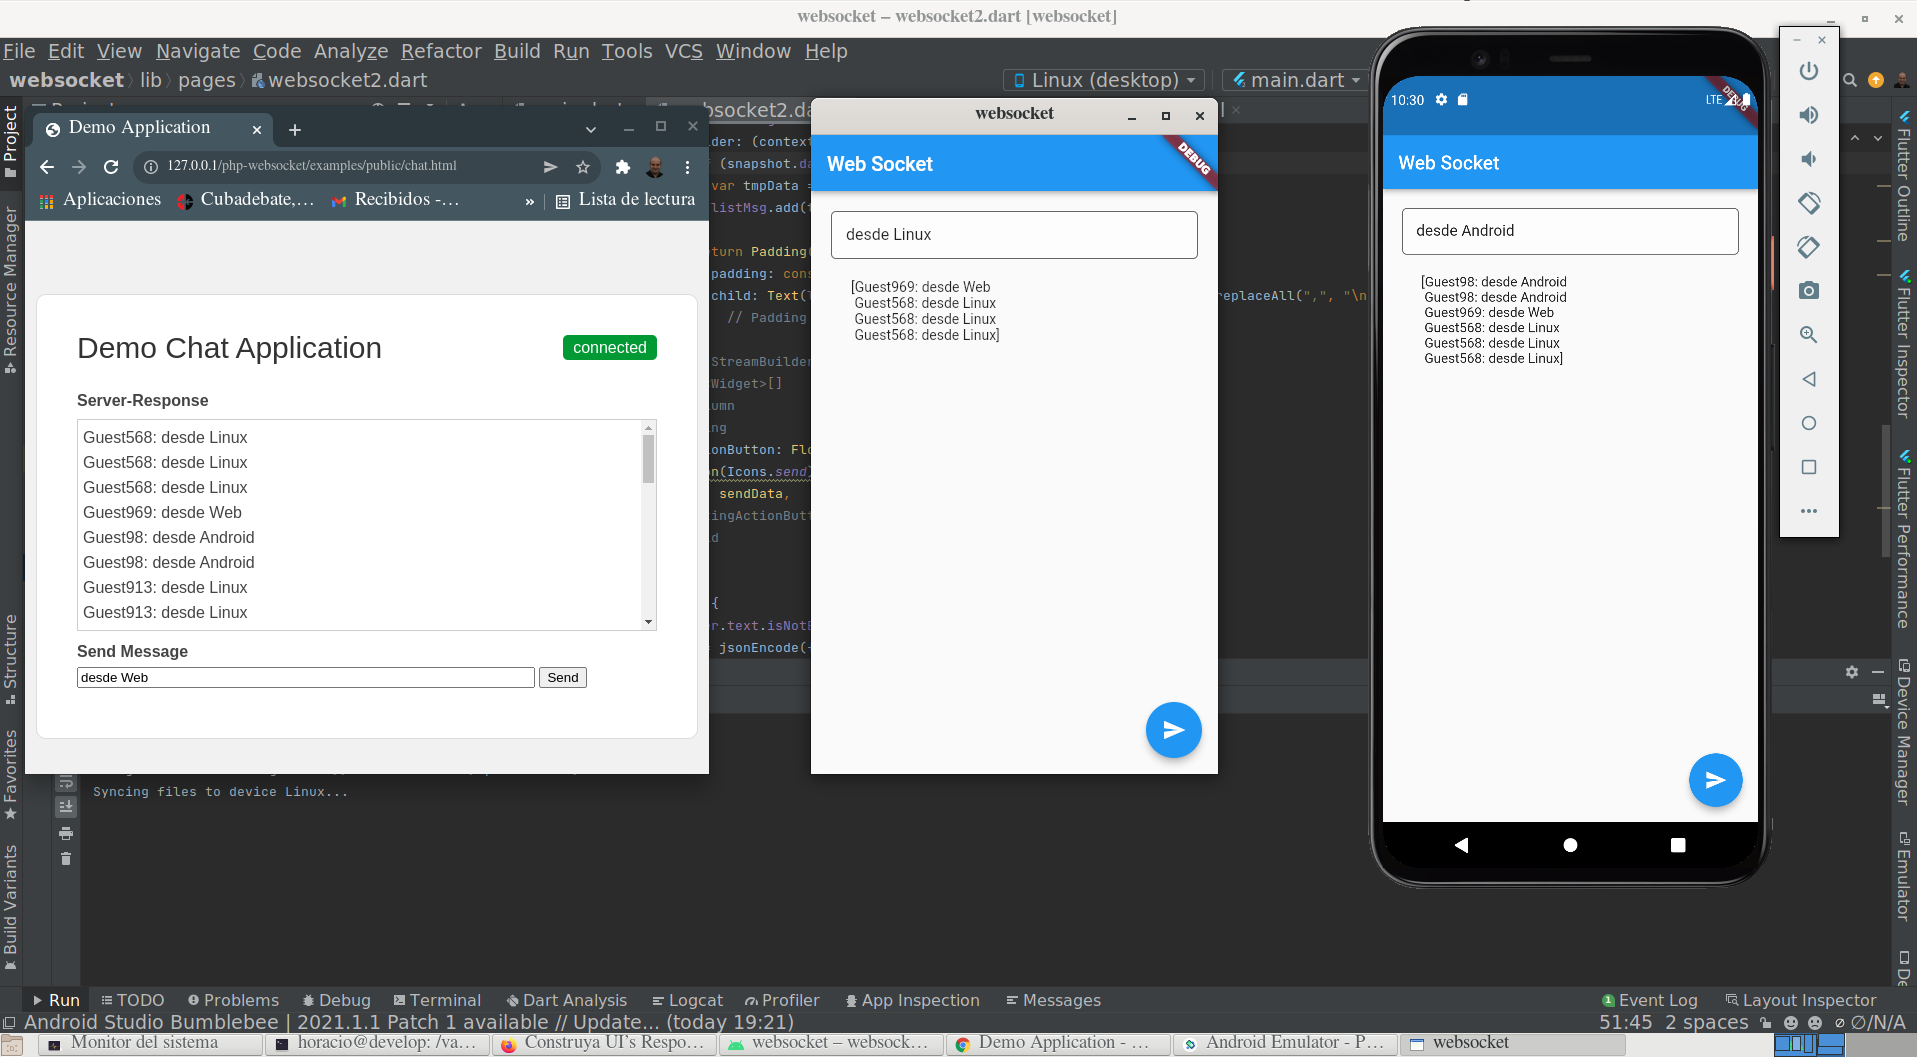 websocket – websocket2.dart [websocket]
File Edit View Navigate Code Analyze Refactor Build Run Tools VCS Window Help
websocket lib pages websocket2.dart
Linux (desktop) main.dart
Project
Resource Manager
Structure
Favorites
Build Variants
Demo Application
127.0.0.1/php-websocket/examples/public/chat.html
Aplicaciones Cubadebate,... Recibidos -... » Lista de lectura
Demo Chat Application
connected
Server-Response
Guest568: desde Linux
Guest568: desde Linux
Guest568: desde Linux
Guest969: desde Web
Guest98: desde Android
Guest98: desde Android
Guest913: desde Linux
Guest913: desde Linux
Send Message
desde Web
Send
lder: (context
(snapshot.da
var tmpData =
listMsg.add(
turn Padding(
padding: cons
child: Text(
replaceAll(",", "\n
// Padding
StreamBuilder
Widget>[]
umn
ng
onButton: Flo
n(Icons.send)
sendData,
ingActionButt
d
{
r.text.isNotE
jsonEncode(
websocket
Web Socket
DEBUG
desde Linux
[Guest969: desde Web
Guest568: desde Linux
Guest568: desde Linux
Guest568: desde Linux]
10:30
LTE
DEBUG
Web Socket
desde Android
[Guest98: desde Android
Guest98: desde Android
Guest969: desde Web
Guest568: desde Linux
Guest568: desde Linux
Guest568: desde Linux]
Flutter Outline
Flutter Inspector
Flutter Performance
Device Manager
Emulator
Syncing files to device Linux...
Run TODO Problems Debug Terminal Dart Analysis Logcat Profiler App Inspection Messages
1 Event Log Layout Inspector
Android Studio Bumblebee | 2021.1.1 Patch 1 available // Update... (today 19:21)
51:45 2 spaces ∅/N/A
Monitor del sistema
horacio@develop: /va...
Construya UI's Respo...
websocket – websock...
Demo Application - ...
Android Emulator - P...
websocket